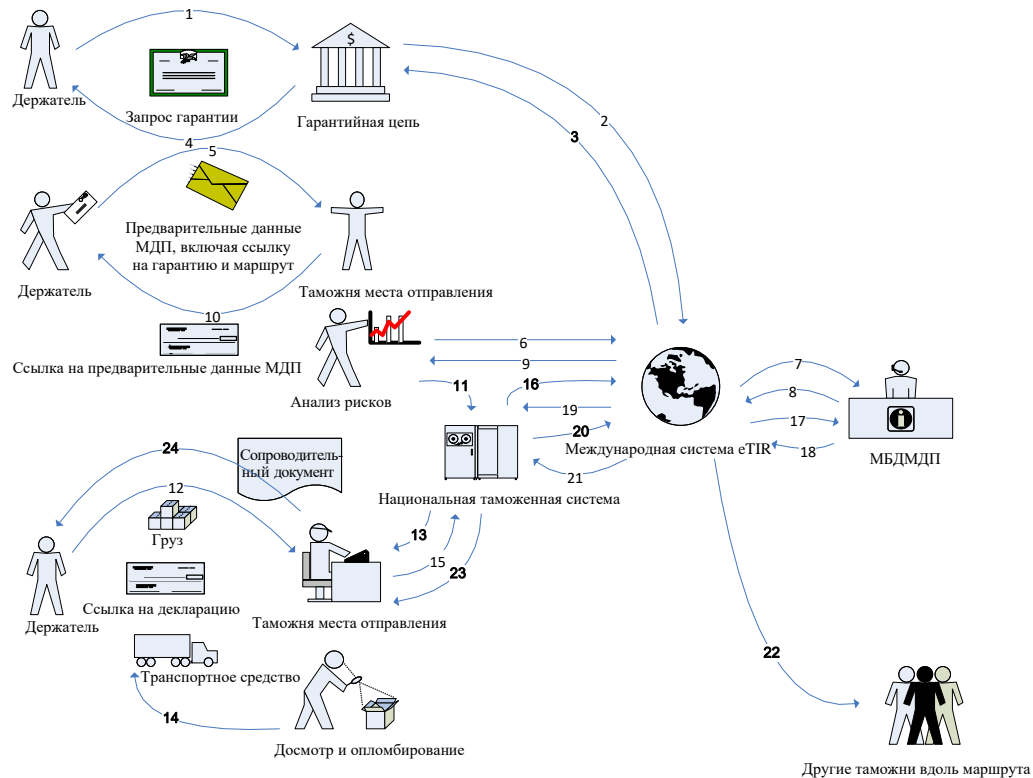 1
$
Держатель
Запрос гарантии
Гарантийная цепь
2
3
4
5
Предварительные данные
МДП, включая ссылку
на гарантию и маршрут
Держатель
Таможня места отправления
10
Ссылка на предварительные данные МДП
Анализ рисков
6
9
7
8
11
16
19
17
20
18
i
Международная система eTIR
МБДМДП
21
Национальная таможенная система
24
Сопроводитель-
ный документ
12
Груз
13
15
23
Ссылка на декларацию
Держатель
Таможня места отправления
22
Транспортное средство
14
Досмотр и опломбирование
Другие таможни вдоль маршрута